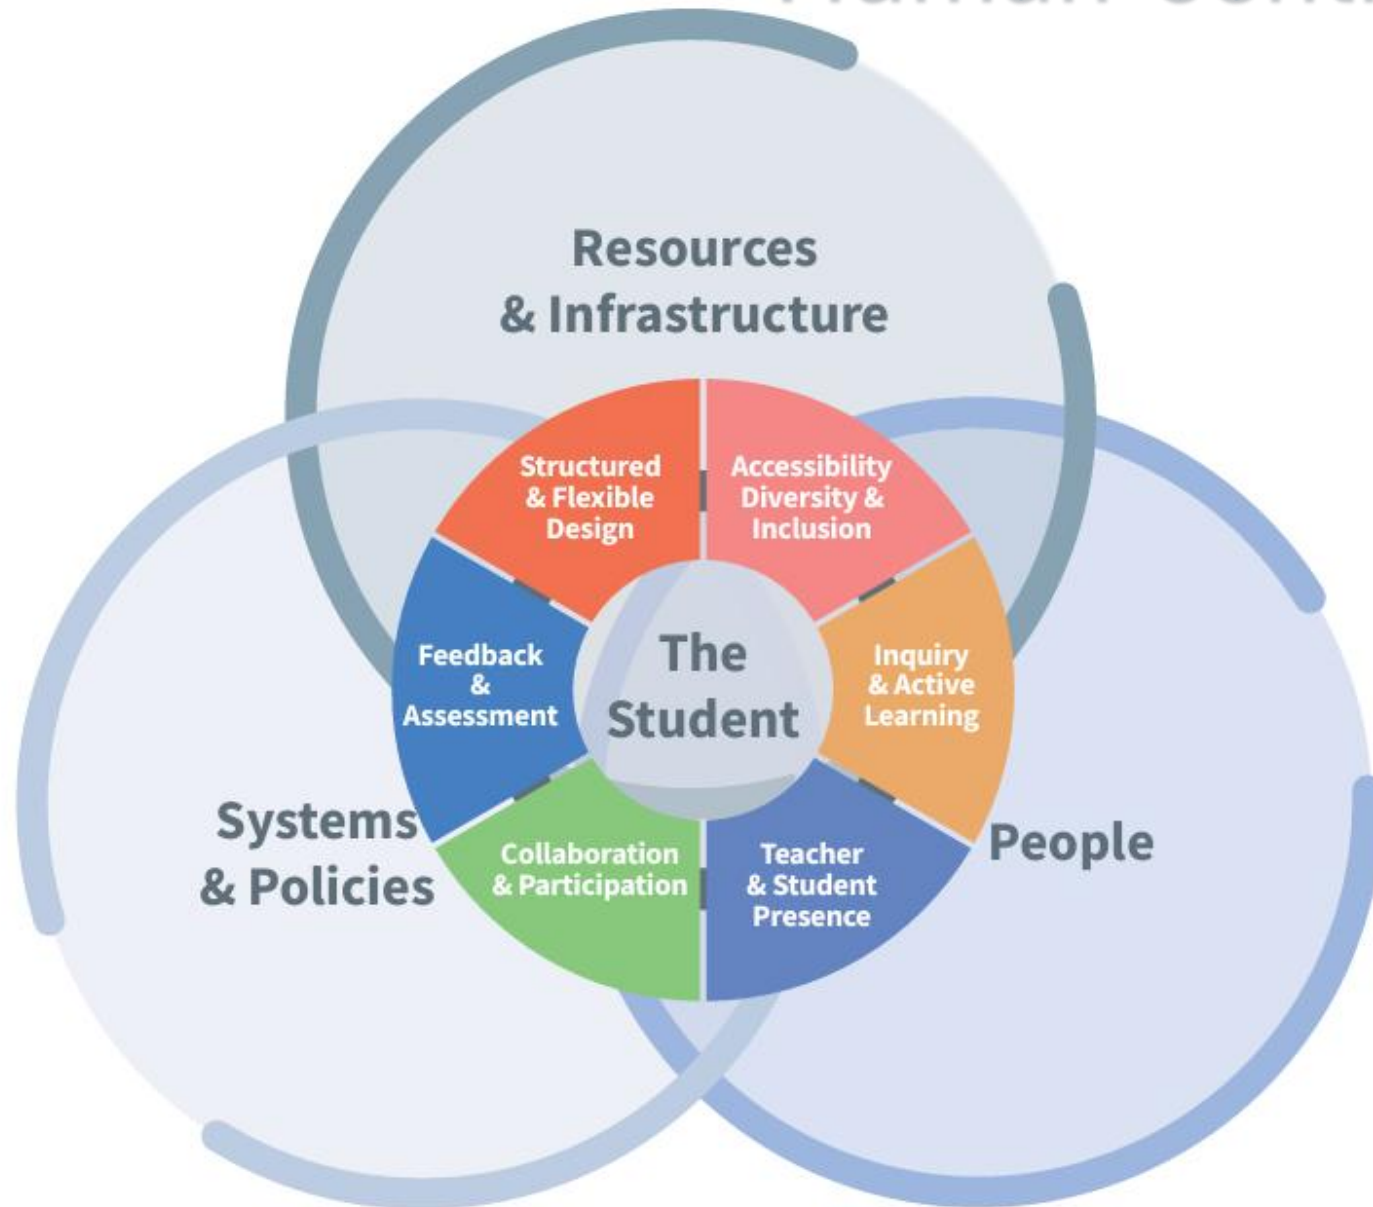 Resources
& Infrastructure
Structured
& Flexible
Design
Accessibility
Diversity &
Inclusion
Feedback
&
Assessment
The
Student
Inquiry
& Active
Learning
Systems
& Policies
People
Collaboration
& Participation
Teacher
& Student
Presence